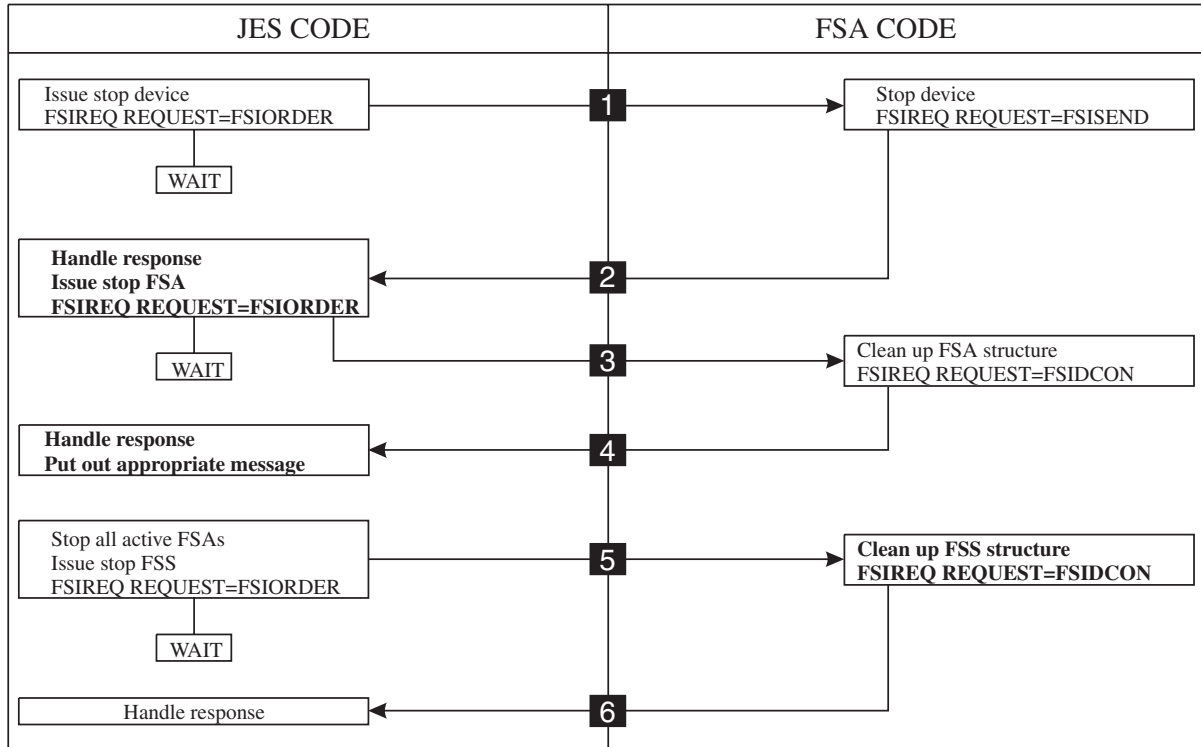 JES CODE
FSA CODE
Issue stop device
FSIREQ REQUEST=FSIORDER
1
Stop device
FSIREQ REQUEST=FSISEND
WAIT
Handle response
Issue stop FSA
FSIREQ REQUEST=FSIORDER
2
WAIT
3
Clean up FSA structure
FSIREQ REQUEST=FSIDCON
Handle response
Put out appropriate message
4
Stop all active FSAs
Issue stop FSS
FSIREQ REQUEST=FSIORDER
5
Clean up FSS structure
FSIREQ REQUEST=FSIDCON
WAIT
Handle response
6